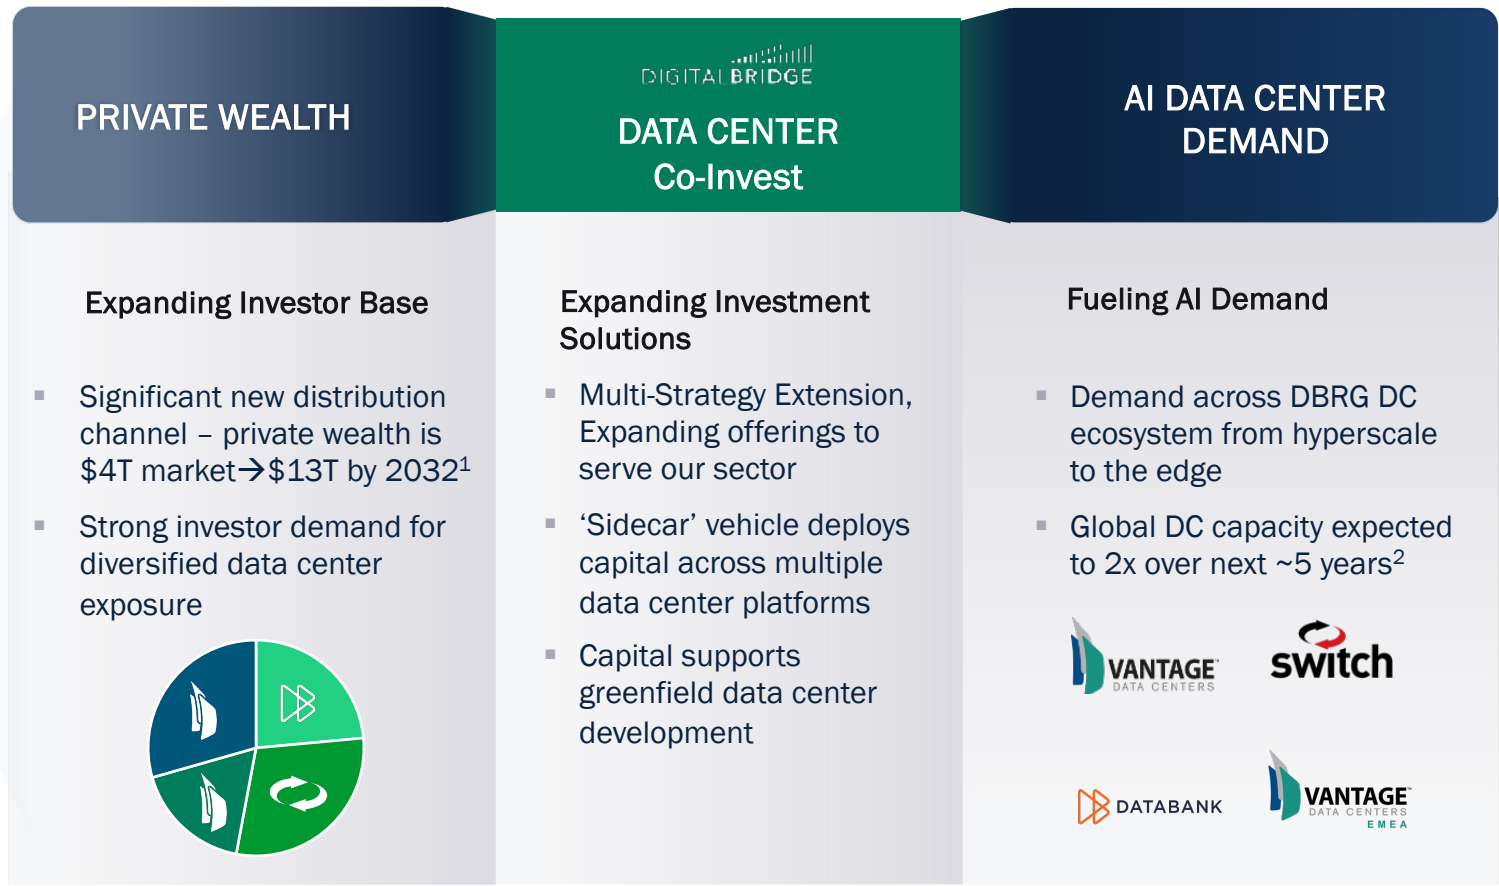 PRIVATE WEALTH
Expanding Investor Base
▪ Significant new distribution
channel – private wealth is
$4T market→$13T by 2032¹
▪ Strong investor demand for
diversified data center
exposure
DIGITALBRIDGE
DATA CENTER
Co-Invest
Expanding Investment
Solutions
▪ Multi-Strategy Extension,
Expanding offerings to
serve our sector
▪ ‘Sidecar’ vehicle deploys
capital across multiple
data center platforms
▪ Capital supports
greenfield data center
development
AI DATA CENTER
DEMAND
Fueling AI Demand
▪ Demand across DBRG DC
ecosystem from hyperscale
to the edge
▪ Global DC capacity expected
to 2x over next ~5 years²
VANTAGE™
DATA CENTERS
switch
DATABANK
VANTAGE™
DATA CENTERS
EMEA